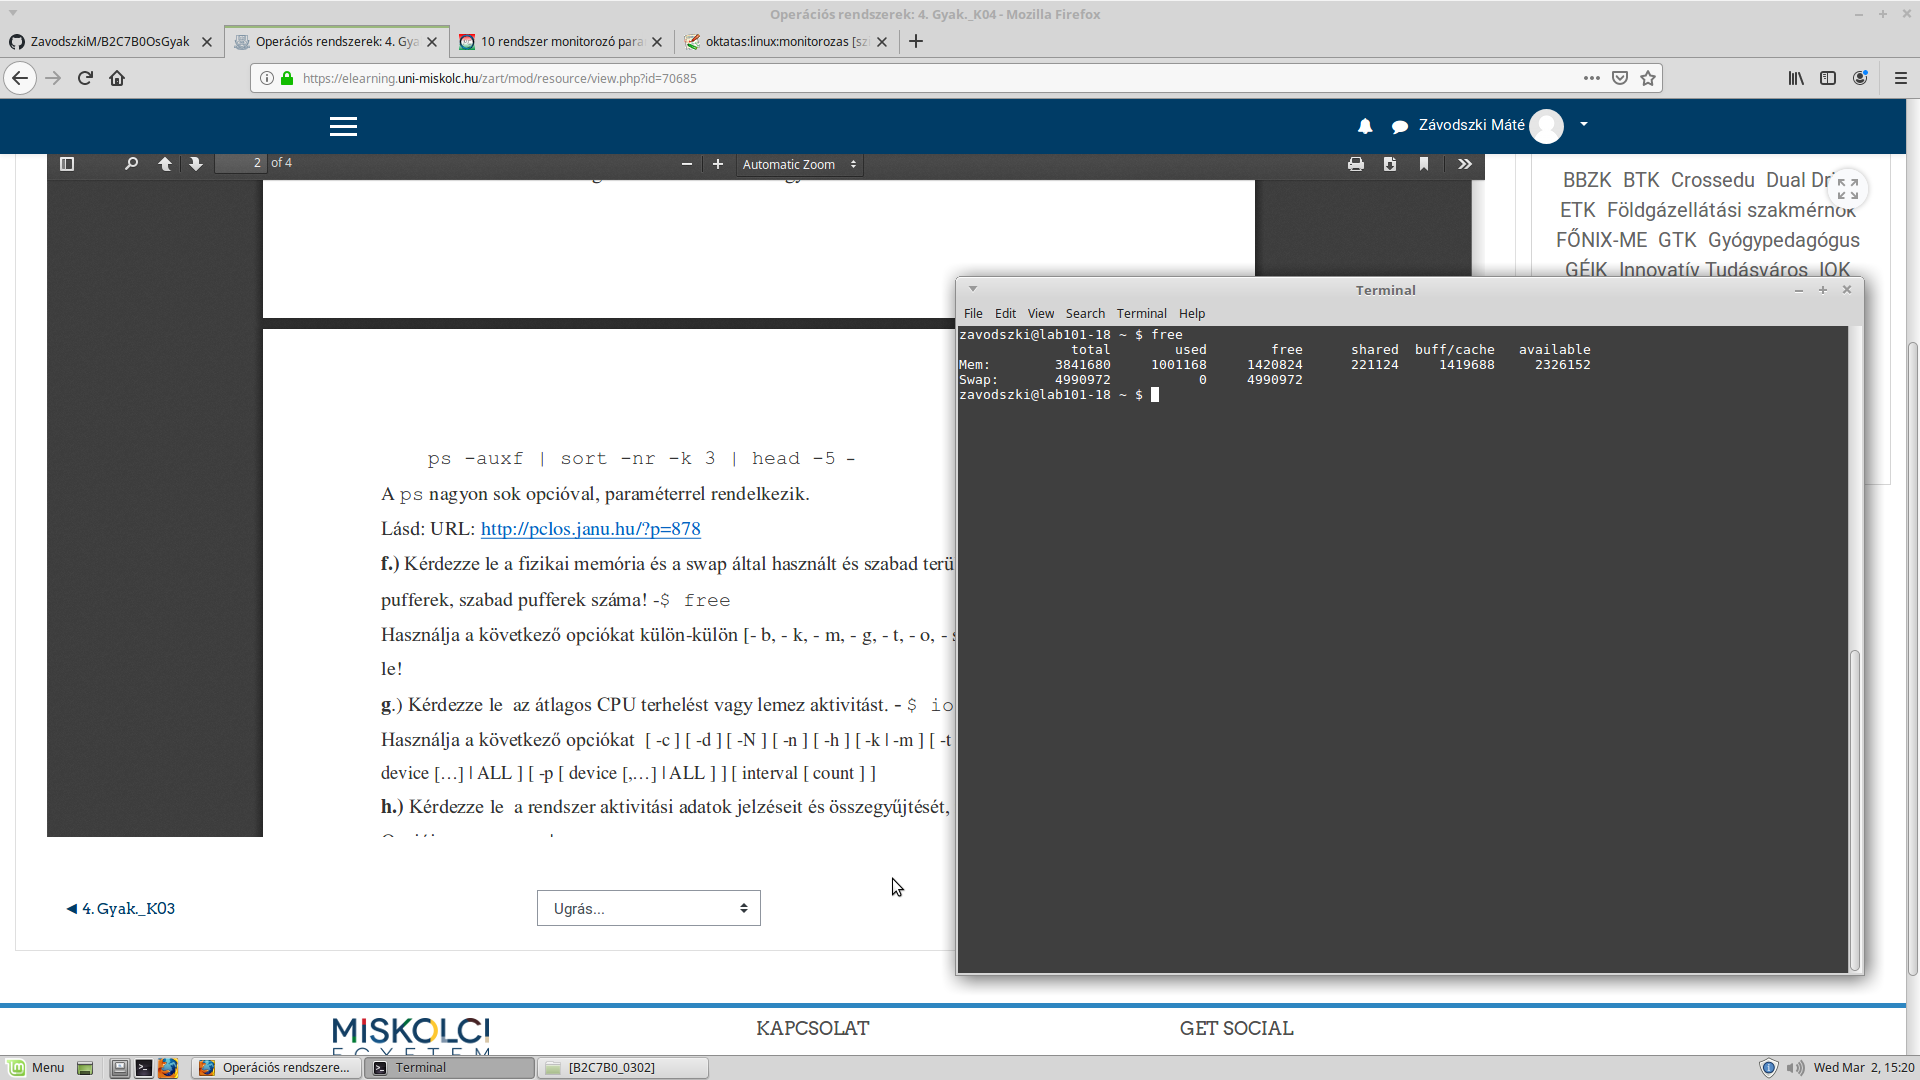 Operációs rendszerek: 4. Gyak._K04 - Mozilla Firefox
ZavodszkiM/B2C7B0OsGyak
Operációs rendszerek: 4. Gya
10 rendszer monitorozó para
oktatas:linux:monitorozas [sz
https://elearning.uni-miskolc.hu/zart/mod/resource/view.php?id=70685
Závodszki Máté
2 of 4
Automatic Zoom
BBZK BTK Crossedu Dual Dri
ETK Földgázellátási szakmérnök
FŐNIX-ME GTK Gyógypedagógus
GÉIK Innovatív Tudásváros IOK
Terminal
File Edit View Search Terminal Help
zavodszki@lab101-18 ~ $ free
total used free shared buff/cache available
Mem: 3841680 1001168 1420824 221124 1419688 2326152
Swap: 4990972 0 4990972
zavodszki@lab101-18 ~ $
ps -auxf | sort -nr -k 3 | head -5 -
A ps nagyon sok opcióval, paraméterrel rendelkezik.
Lásd: URL: http://pclos.janu.hu/?p=878
f.) Kérdezze le a fizikai memória és a swap által használt és szabad terü
pufferek, szabad pufferek száma! -$ free
Használja a következő opciókat külön-külön [- b, - k, - m, - g, - t, - o, - s
le!
g.) Kérdezze le az átlagos CPU terhelést vagy lemez aktivitást. - $ io
Használja a következő opciókat [ -c ] [ -d ] [ -N ] [ -n ] [ -h ] [ -k | -m ] [ -t
device […] | ALL ] [ -p [ device [,…] | ALL ] ] [ interval [ count ] ]
h.) Kérdezze le a rendszer aktivitási adatok jelzéseit és összegyűjtését,
◄ 4. Gyak._K03
Ugrás...
MISKOLCI
EGYETEM
KAPCSOLAT
GET SOCIAL
Menu
Operációs rendszere...
Terminal
[B2C7B0_0302]
Wed Mar 2, 15:20